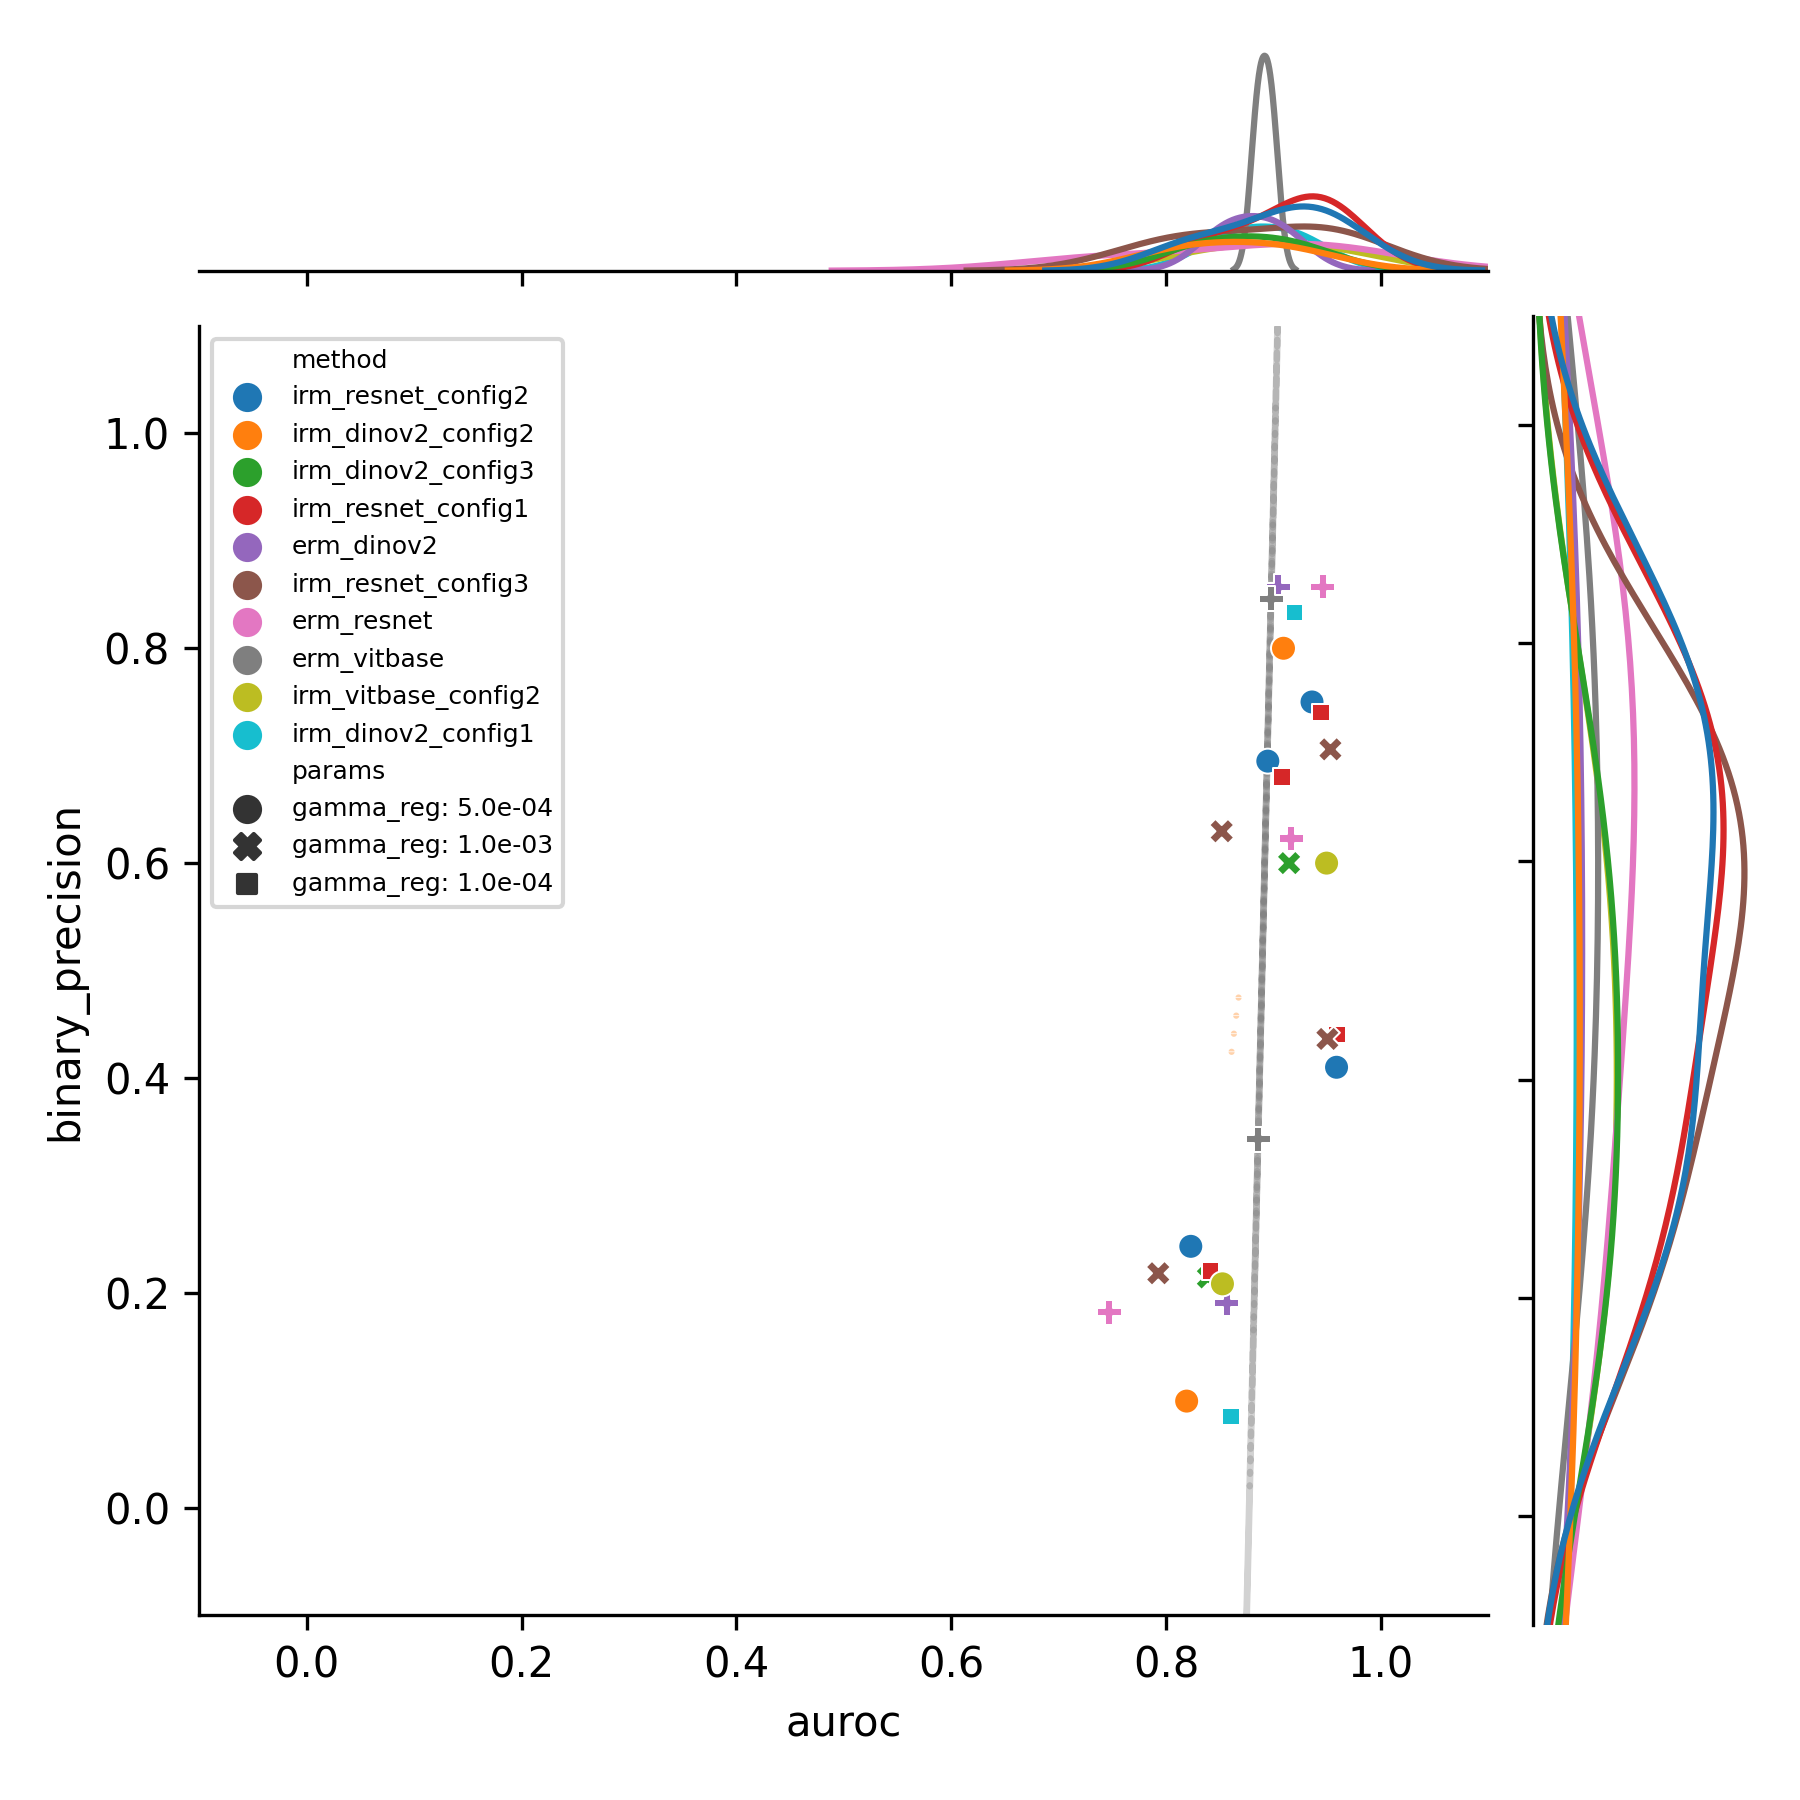 method
irm_resnet_config2
irm_dinov2_config2
irm_dinov2_config3
irm_resnet_config1
erm_dinov2
irm_resnet_config3
erm_resnet
erm_vitbase
irm_vitbase_config2
irm_dinov2_config1
params
gamma_reg: 5.0e-04
gamma_reg: 1.0e-03
gamma_reg: 1.0e-04
binary_precision
1.0
0.8
0.6
0.4
0.2
0.0
0.0 0.2 0.4 0.6 0.8 1.0
auroc